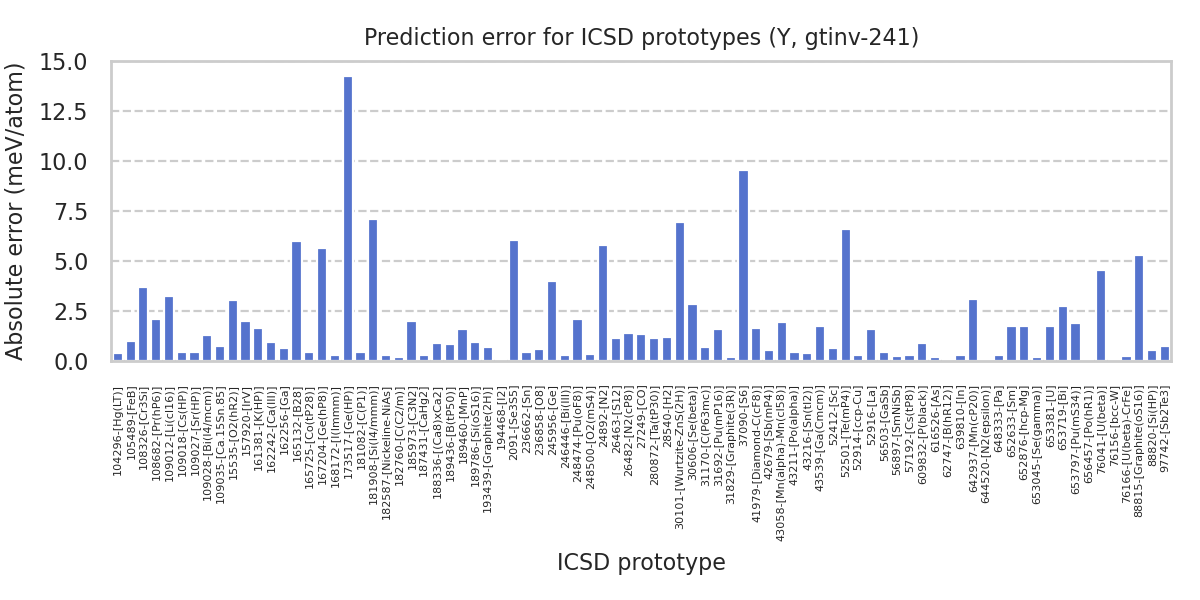 Prediction error for ICSD prototypes (Y, gtinv-241)
Absolute error (meV/atom)
15.0
12.5
10.0
7.5
5.0
2.5
0.0
104296-[Hg(LT)]
105489-[FeB]
108326-[Cr3Si]
108682-[Pr(hP6)]
109012-[Li(cI16)]
109018-[Cs(HP)]
109027-[Sr(HP)]
109028-[Bi(I4/mcm)]
109035-[Ca.15Sn.85]
15535-[O2(hR2)]
157920-[IrV]
161381-[K(HP)]
162242-[Ca(III)]
162256-[Ga]
165132-[B28]
165725-[Co(tP28)]
167204-[Ge(hP8)]
168172-[I(Immm)]
173517-[Ge(HP)]
181082-[C(P1)]
181908-[Si(I4/mmm)]
182587-[Nickeline-NiAs]
182760-[C(C2/m)]
185973-[C3N2]
187431-[CaHg2]
188336-[(Ca8)xCa2]
189436-[B(tP50)]
189460-[MnP]
189786-[Si(oS16)]
193439-[Graphite(2H)]
194468-[I2]
2091-[Se3S5]
236662-[Sn]
236858-[O8]
245956-[Ge]
246446-[Bi(III)]
248474-[Pu(oF8)]
248500-[O2(mS4)]
24892-[N2]
26463-[S12]
26482-[N2(cP8)]
27249-[CO]
280872-[Ta(tP30)]
28540-[H2]
30101-[Wurtzite-ZnS(2H)]
30606-[Se(beta)]
31170-[C(P63mc)]
31692-[Pu(mP16)]
31829-[Graphite(3R)]
37090-[S6]
41979-[Diamond-C(cF8)]
42679-[Sb(mP4)]
43058-[Mn(alpha)-Mn(cI58)]
43211-[Po(alpha)]
43216-[Sn(tI2)]
43539-[Ga(Cmcm)]
52412-[Sc]
52501-[Te(mP4)]
52914-[ccp-Cu]
52916-[La]
56503-[GaSb]
56897-[SmNiSb]
57192-[Cs(tP8)]
609832-[P(black)]
616526-[As]
62747-[B(hR12)]
639810-[In]
642937-[Mn(cP20)]
644520-[N2(epsilon)]
648333-[Pa]
652633-[Sm]
652876-[hcp-Mg]
653045-[Se(gamma)]
653381-[U]
653719-[Bi]
653797-[Pu(mS34)]
656457-[Po(hR1)]
76041-[U(beta)]
76156-[bcc-W]
76166-[U(beta)-CrFe]
88815-[Graphite(oS16)]
88820-[Si(HP)]
97742-[Sb2Te3]
ICSD prototype